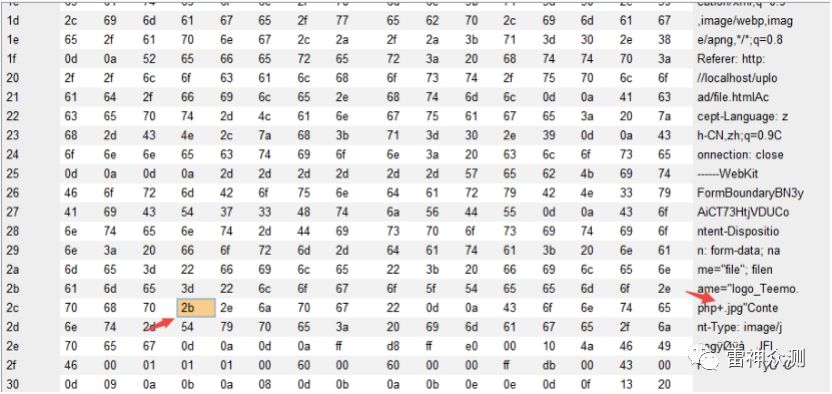 1d 2c 69 6d 61 67 65 2f 77 65 62 70 2c 69 6d 61 67 ,image/webp,imag
1e 65 2f 61 70 6e 67 2c 2a 2f 2a 3b 71 3d 30 2e 38 e/apng,*/*;q=0.8
1f 0d 0a 52 65 66 65 72 65 72 3a 20 68 74 74 70 3a Referer: http:
20 2f 2f 6c 6f 63 61 6c 68 6f 73 74 2f 75 70 6c 6f //localhost/uplo
21 61 64 2f 66 69 6c 65 2e 68 74 6d 6c 0d 0a 41 63 ad/file.htmlAc
22 63 65 70 74 2d 4c 61 6e 67 75 61 67 65 3a 20 7a cept-Language: z
23 68 2d 43 4e 2c 7a 68 3b 71 3d 30 2e 39 0d 0a 43 h-CN,zh;q=0.9C
24 6f 6e 6e 65 63 74 69 6f 6e 3a 20 63 6c 6f 73 65 onnection: close
25 0d 0a 0d 0a 2d 2d 2d 2d 2d 2d 57 65 62 4b 69 74 ------WebKit
26 46 6f 72 6d 42 6f 75 6e 64 61 72 79 42 4e 33 79 FormBoundaryBN3y
27 41 69 43 54 37 33 48 74 6a 56 44 55 0d 0a 43 6f AiCT73HtjVDUCo
28 6e 74 65 6e 74 2d 44 69 73 70 6f 73 69 74 69 6f ntent-Dispositio
29 6e 3a 20 66 6f 72 6d 2d 64 61 74 61 3b 20 6e 61 n: form-data; na
2a 6d 65 3d 22 66 69 6c 65 22 3b 20 66 69 6c 65 6e me="file"; filen
2b 61 6d 65 3d 22 6c 6f 67 6f 5f 54 65 65 6d 6f 2e ame="logo_Teemo.
2c 70 68 70 2b 2e 6a 70 67 22 0d 0a 43 6f 6e 74 65 php+.jpg"Conte
2d 6e 74 2d 54 79 70 65 3a 20 69 6d 61 67 65 2f 6a nt-Type: image/j
2e 70 65 67 0d 0a 0d 0a ff d8 ff e0 00 10 4a 46 49
2f 46 00 01 01 01 00 60 00 60 00 00 ff db 00 43 00
30 0d 09 0a 0b 0a 08 0d 0b 0a 0b 0e 0e 0d 0f 13 20
雷神众测